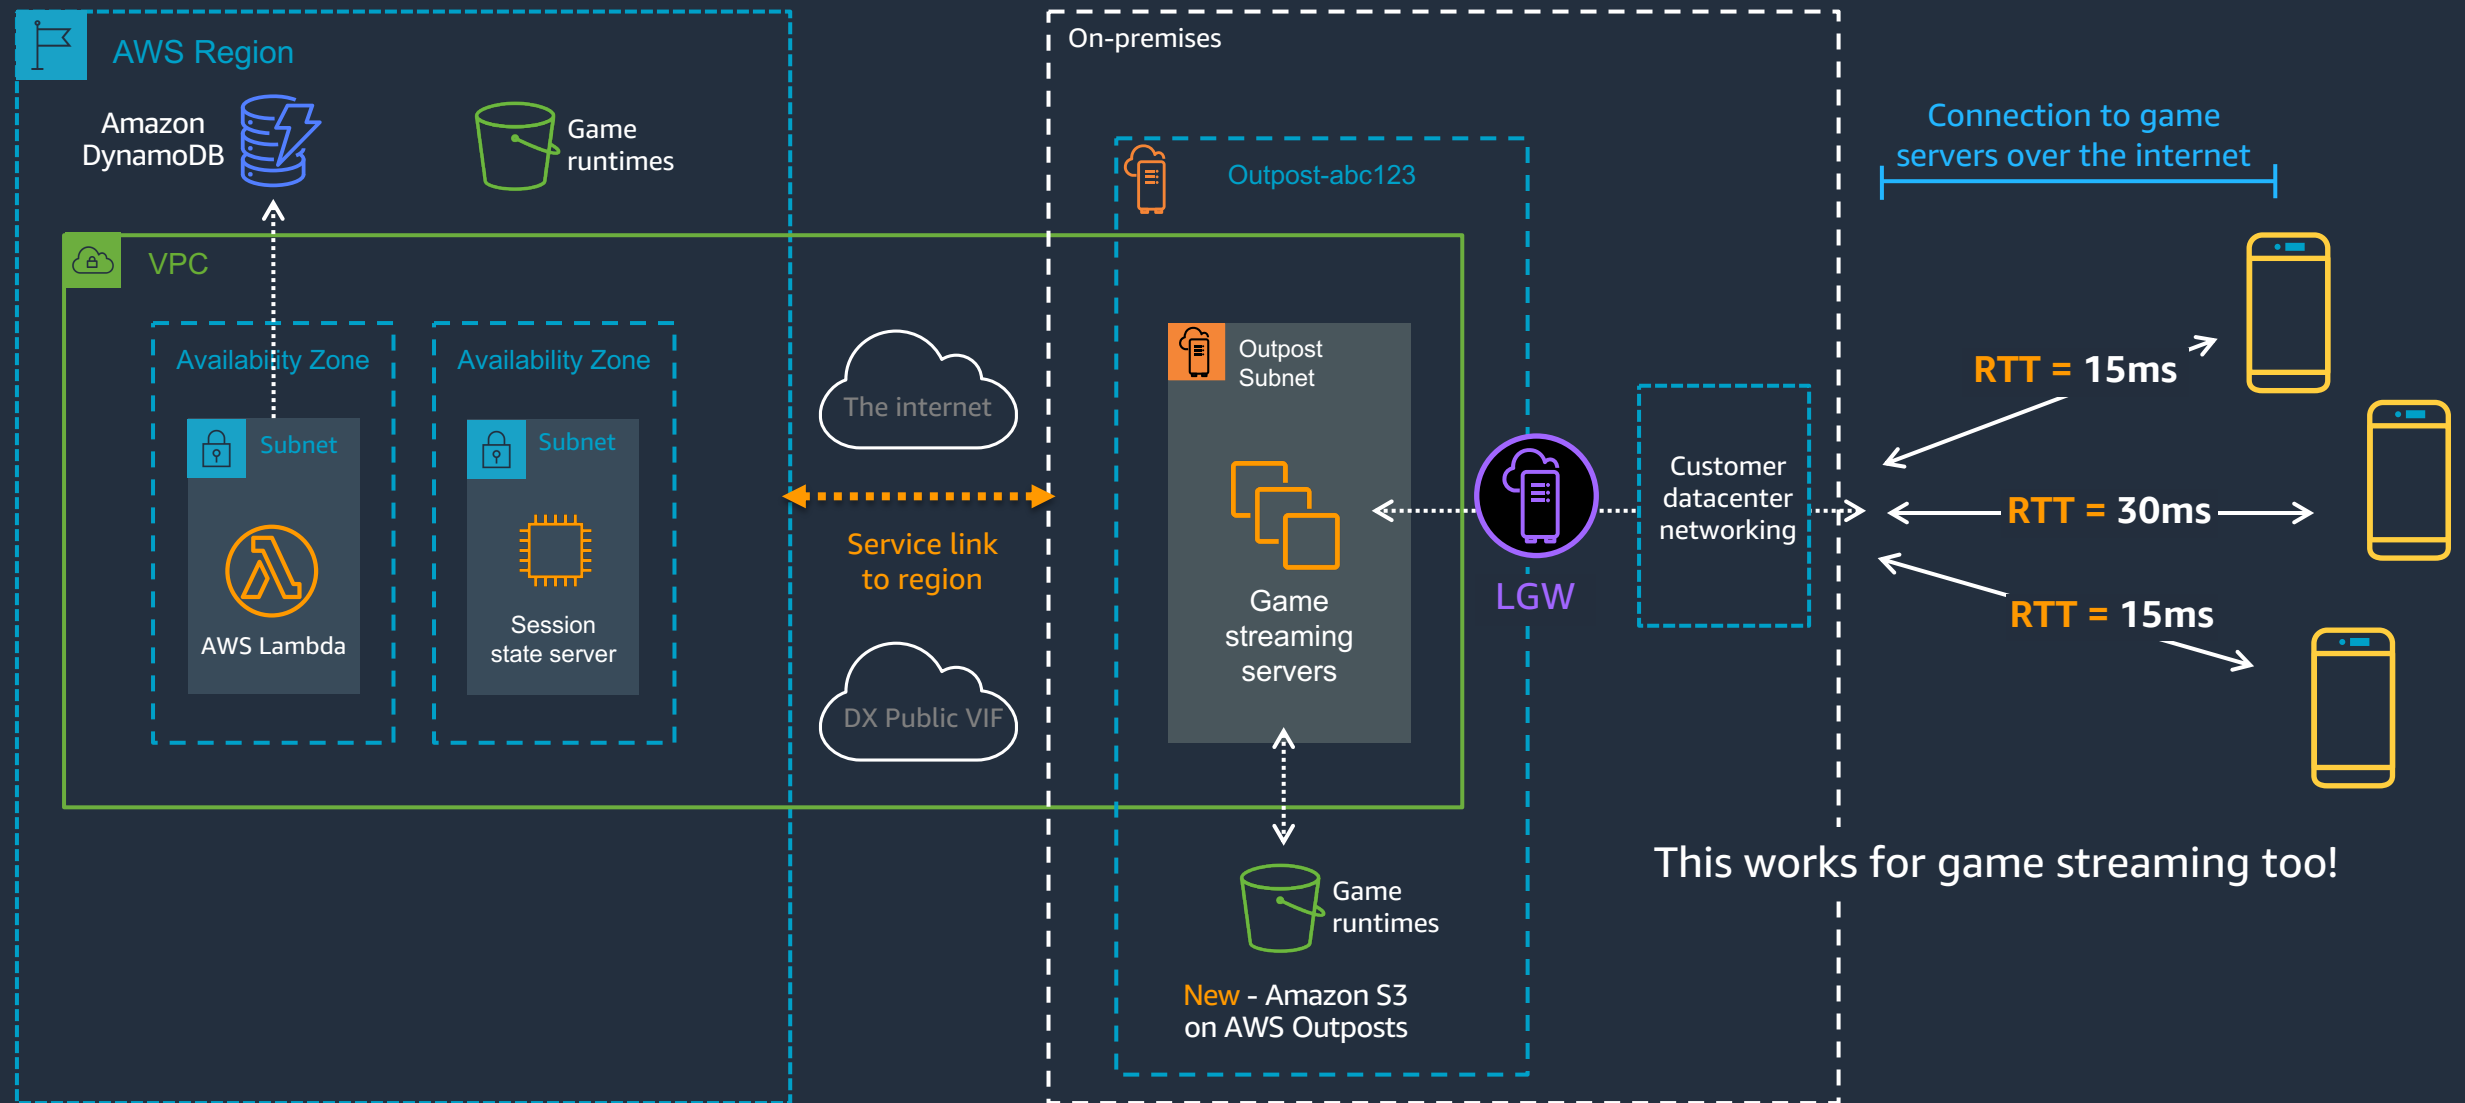 AWS Region
Amazon
DynamoDB
Game
runtimes
VPC
Availability Zone
Availability Zone
Subnet
Subnet
AWS Lambda
Session
state server
The internet
Service link
to region
DX Public VIF
On-premises
Outpost-abc123
Outpost
Subnet
Game
streaming
servers
LGW
Customer
datacenter
networking
Game
runtimes
New - Amazon S3
on AWS Outposts
Connection to game
servers over the internet
RTT = 15ms
RTT = 30ms
RTT = 15ms
This works for game streaming too!